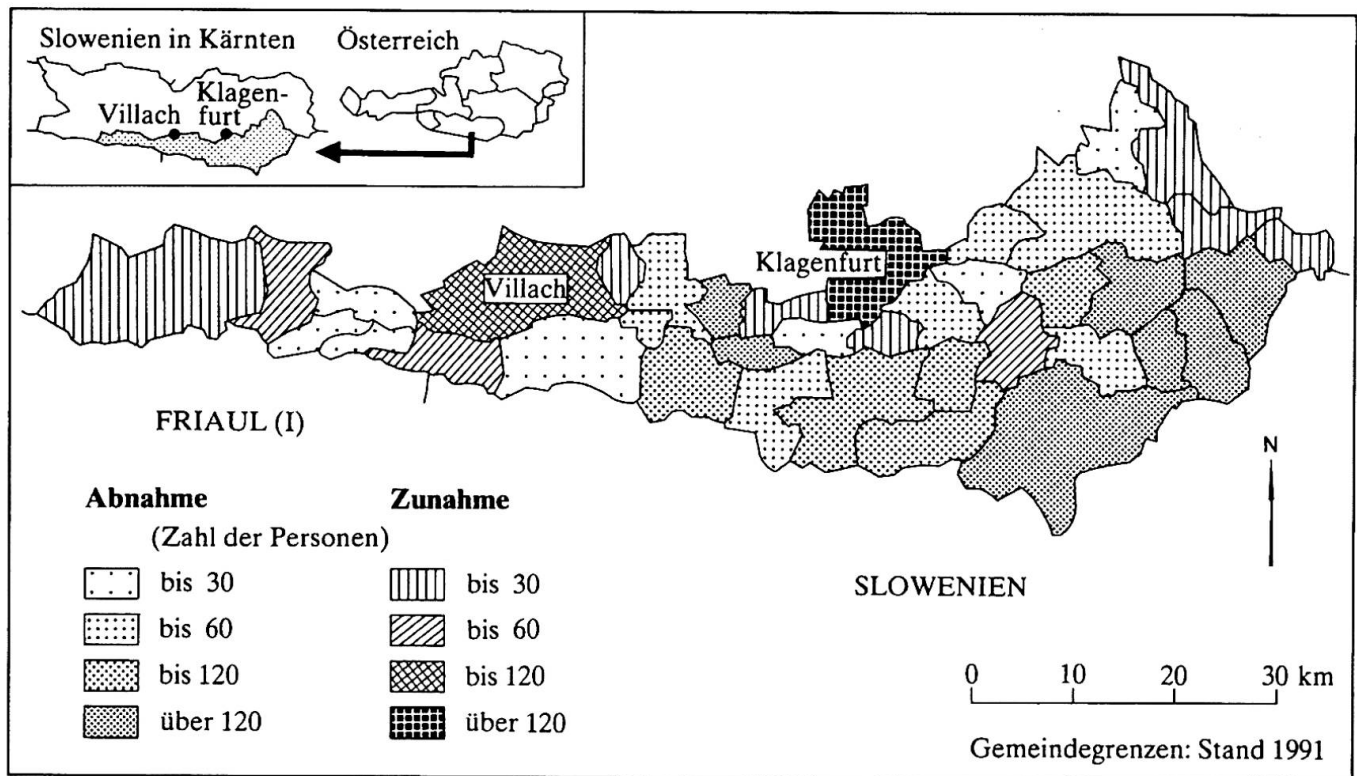 Slowenien in Kärnten
Österreich
Villach
Klagen-
furt
Klagenfurt
Villach
FRIAUL (I)
SLOWENIEN
N
Abnahme
Zunahme
(Zahl der Personen)
bis 30
bis 30
bis 60
bis 60
bis 120
bis 120
über 120
über 120
0 10 20 30 km
Gemeindegrenzen: Stand 1991